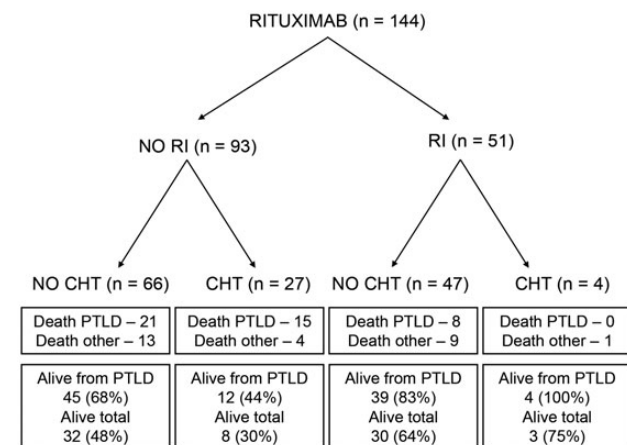 RITUXIMAB (n = 144)
NO RI (n = 93)
RI (n = 51)
NO CHT (n = 66)
CHT (n = 27)
NO CHT (n = 47)
CHT (n = 4)
Death PTLD – 21
Death other – 13
Death PTLD – 15
Death other – 4
Death PTLD – 8
Death other – 9
Death PTLD – 0
Death other – 1
Alive from PTLD
45 (68%)
Alive total
32 (48%)
Alive from PTLD
12 (44%)
Alive total
8 (30%)
Alive from PTLD
39 (83%)
Alive total
30 (64%)
Alive from PTLD
4 (100%)
Alive total
3 (75%)